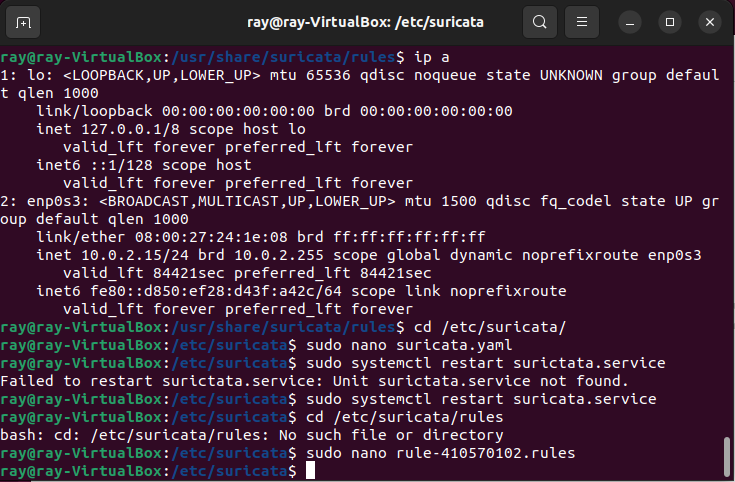 ray@ray-VirtualBox: /etc/suricata
ray@ray-VirtualBox:/usr/share/suricata/rules$ ip a
1: lo: <LOOPBACK,UP,LOWER_UP> mtu 65536 qdisc noqueue state UNKNOWN group defaul
t qlen 1000
    link/loopback 00:00:00:00:00:00 brd 00:00:00:00:00:00
    inet 127.0.0.1/8 scope host lo
       valid_lft forever preferred_lft forever
    inet6 ::1/128 scope host
       valid_lft forever preferred_lft forever
2: enp0s3: <BROADCAST,MULTICAST,UP,LOWER_UP> mtu 1500 qdisc fq_codel state UP gr
oup default qlen 1000
    link/ether 08:00:27:24:1e:08 brd ff:ff:ff:ff:ff:ff
    inet 10.0.2.15/24 brd 10.0.2.255 scope global dynamic noprefixroute enp0s3
       valid_lft 84421sec preferred_lft 84421sec
    inet6 fe80::d850:ef28:d43f:a42c/64 scope link noprefixroute
       valid_lft forever preferred_lft forever
ray@ray-VirtualBox:/usr/share/suricata/rules$ cd /etc/suricata/
ray@ray-VirtualBox:/etc/suricata$ sudo nano suricata.yaml
ray@ray-VirtualBox:/etc/suricata$ sudo systemctl restart surictata.service
Failed to restart surictata.service: Unit surictata.service not found.
ray@ray-VirtualBox:/etc/suricata$ sudo systemctl restart suricata.service
ray@ray-VirtualBox:/etc/suricata$ cd /etc/suricata/rules
bash: cd: /etc/suricata/rules: No such file or directory
ray@ray-VirtualBox:/etc/suricata$ sudo nano rule-410570102.rules
ray@ray-VirtualBox:/etc/suricata$